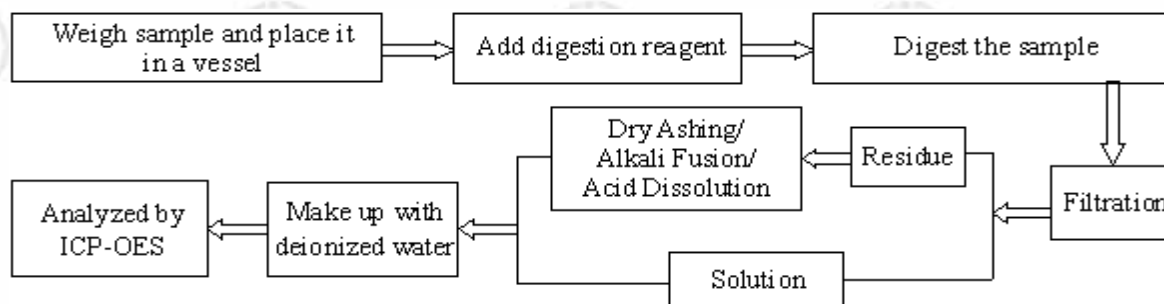 Weigh sample and place it
in a vessel
Add digestion reagent
Digest the sample
Dry Ashing/
Alkali Fusion/
Acid Dissolution
Residue
Filtration
Analyzed by
ICP-OES
Make up with
deionized water
Solution